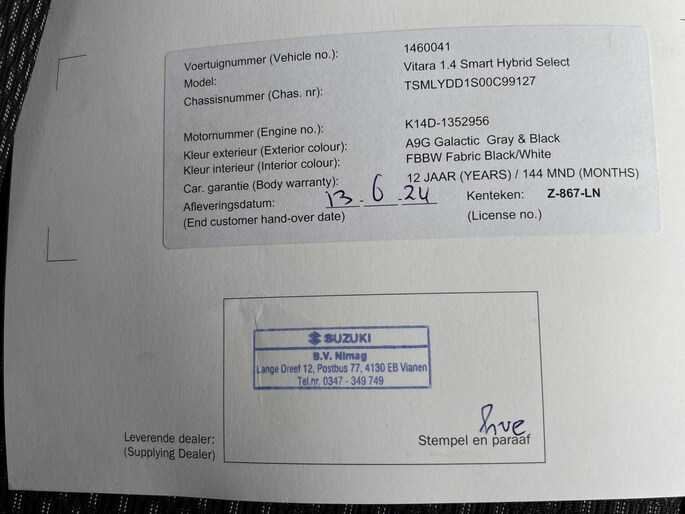 Voertuignummer (Vehicle no.): 1460041
Model: Vitara 1.4 Smart Hybrid Select
Chassisnummer (Chas. nr): TSMLYDD1S00C99127
Motornummer (Engine no.): K14D-1352956
Kleur exterieur (Exterior colour): A9G Galactic Gray & Black
Kleur interieur (Interior colour): FBBW Fabric Black/White
Car. garantie (Body warranty): 12 JAAR (YEARS) / 144 MND (MONTHS)
Afleveringsdatum: 13.6.24 Kenteken: Z-867-LN
(End customer hand-over date) (License no.)
SUZUKI
B.V. Nimag
Lange Dreef 12, Postbus 77, 4130 EB Vianen
Tel.nr. 0347 - 349 749
Leverende dealer: Stempel en paraaf
(Supplying Dealer)